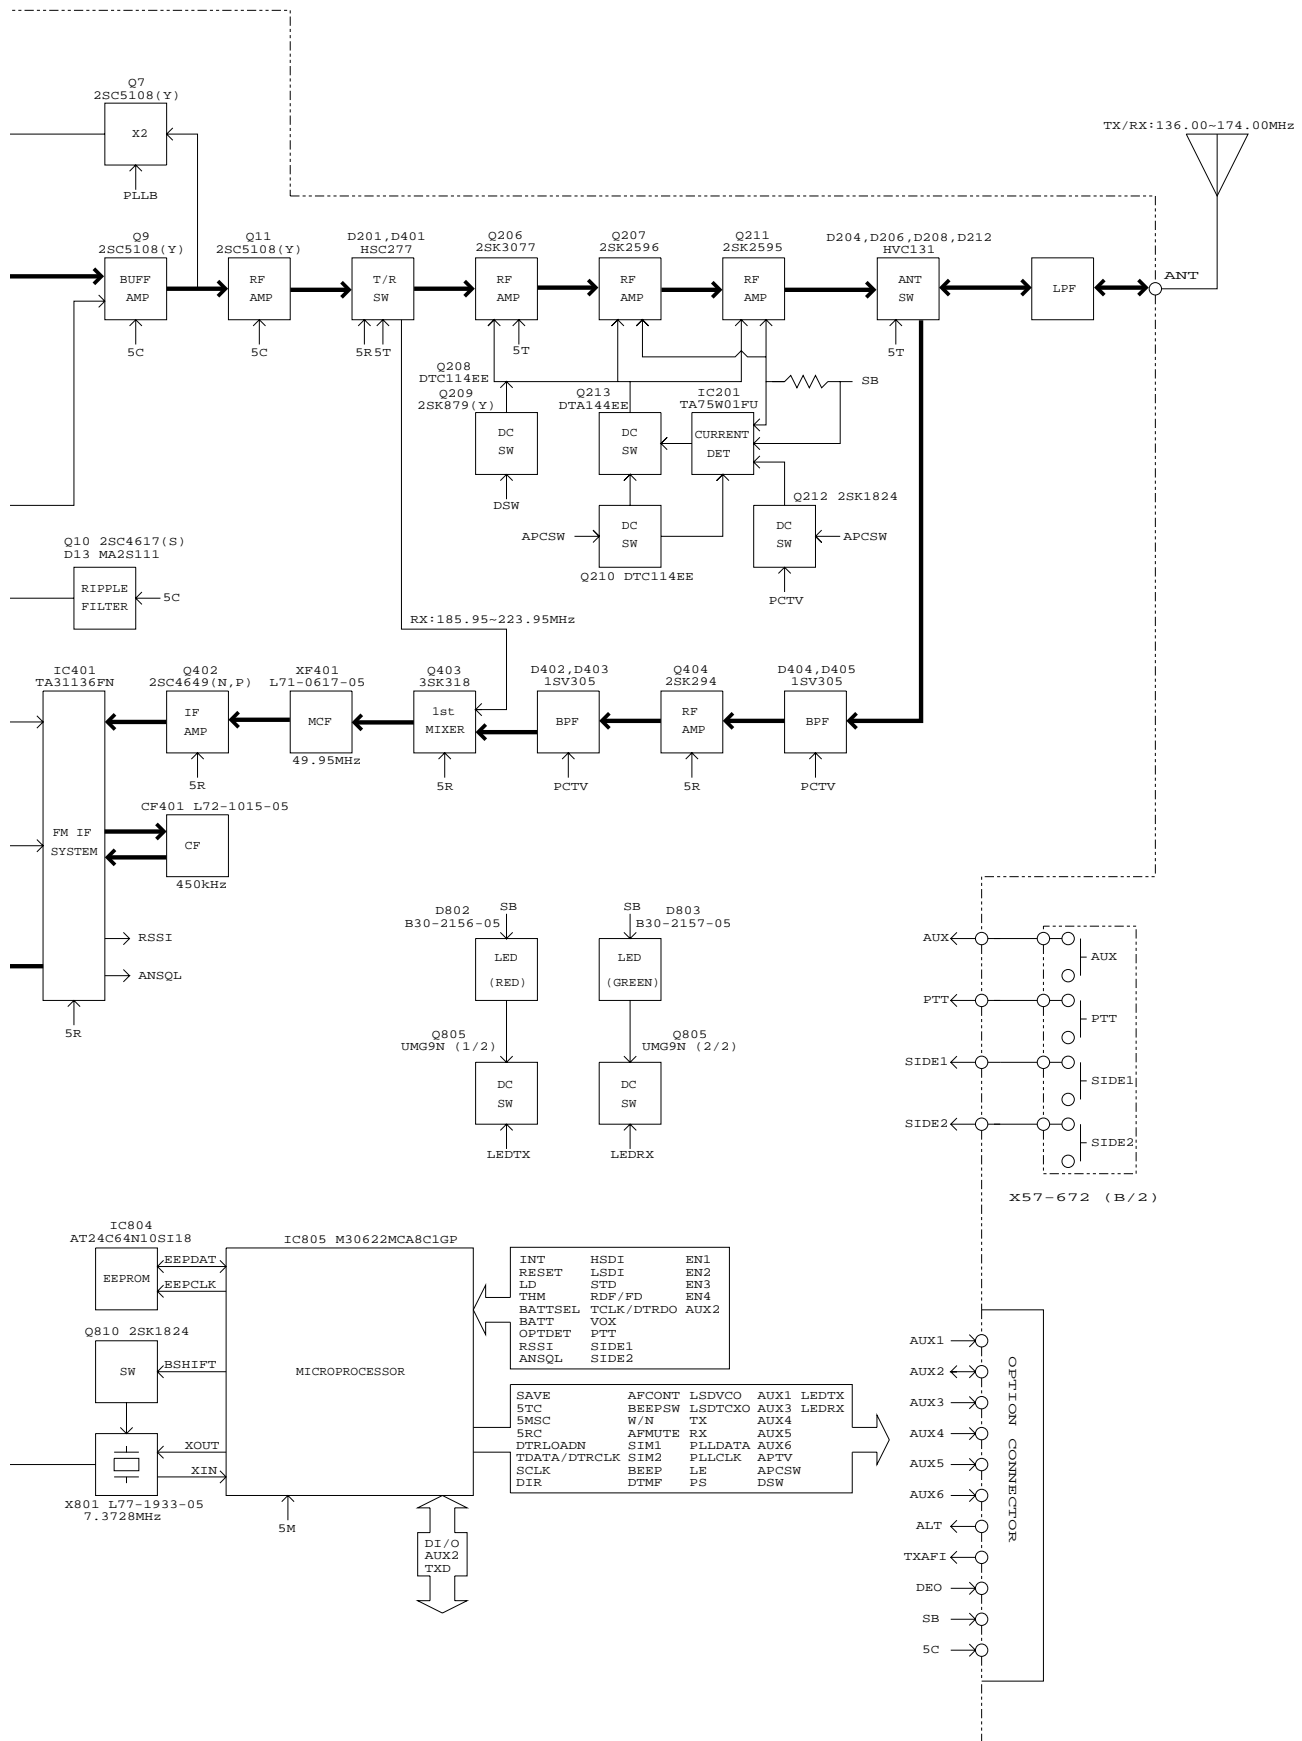 Q7
2SC5108(Y)
X2
PLLB
TX/RX:136.00~174.00MHz
Q9
2SC5108(Y)
BUFF
AMP
5C
Q11
2SC5108(Y)
RF
AMP
5C
D201,D401
HSC277
T/R
SW
5R 5T
Q206
2SK3077
RF
AMP
5T
Q207
2SK2596
RF
AMP
Q211
2SK2595
RF
AMP
D204,D206,D208,D212
HVC131
ANT
SW
5T
LPF
ANT
Q208
DTC114EE
Q209
2SK879(Y)
DC
SW
DSW
Q213
DTA144EE
DC
SW
IC201
TA75W01FU
CURRENT
DET
SB
Q212 2SK1824
DC
SW
APCSW
PCTV
APCSW
DC
SW
Q210 DTC114EE
Q10 2SC4617(S)
D13 MA2S111
RIPPLE
FILTER
5C
RX:185.95~223.95MHz
IC401
TA31136FN
FM IF
SYSTEM
5R
Q402
2SC4649(N,P)
IF
AMP
5R
XF401
L71-0617-05
MCF
49.95MHz
Q403
3SK318
1st
MIXER
5R
D402,D403
1SV305
BPF
PCTV
Q404
2SK294
RF
AMP
5R
D404,D405
1SV305
BPF
PCTV
CF401 L72-1015-05
CF
450kHz
RSSI
ANSQL
D802
B30-2156-05
SB
LED
(RED)
Q805
UMG9N (1/2)
DC
SW
LEDTX
SB
D803
B30-2157-05
LED
(GREEN)
Q805
UMG9N (2/2)
DC
SW
LEDRX
AUX
AUX
PTT
PTT
SIDE1
SIDE1
SIDE2
SIDE2
X57-672 (B/2)
IC804
AT24C64N10SI18
EEPROM
EEPDAT
EEPCLK
Q810 2SK1824
SW
BSHIFT
XOUT
XIN
X801 L77-1933-05
7.3728MHz
IC805 M30622MCA8C1GP
MICROPROCESSOR
5M
INT HSDI EN1
RESET LSDI EN2
LD STD EN3
THM RDF/FD EN4
BATTSEL TCLK/DTRDO AUX2
BATT VOX
OPTDET PTT
RSSI SIDE1
ANSQL SIDE2
SAVE AFCONT LSDVCO AUX1 LEDTX
5TC BEEPSW LSDTCXO AUX3 LEDRX
5MSC W/N TX AUX4
5RC AFMUTE RX AUX5
DTRLOADN SIM1 PLLDATA AUX6
TDATA/DTRCLK SIM2 PLLCLK APTV
SCLK BEEP LE APCSW
DIR DTMF PS DSW
DI/O
AUX2
TXD
AUX1
AUX2
AUX3
AUX4
AUX5
AUX6
ALT
TXAFI
DEO
SB
5C
OPTION CONNECTOR